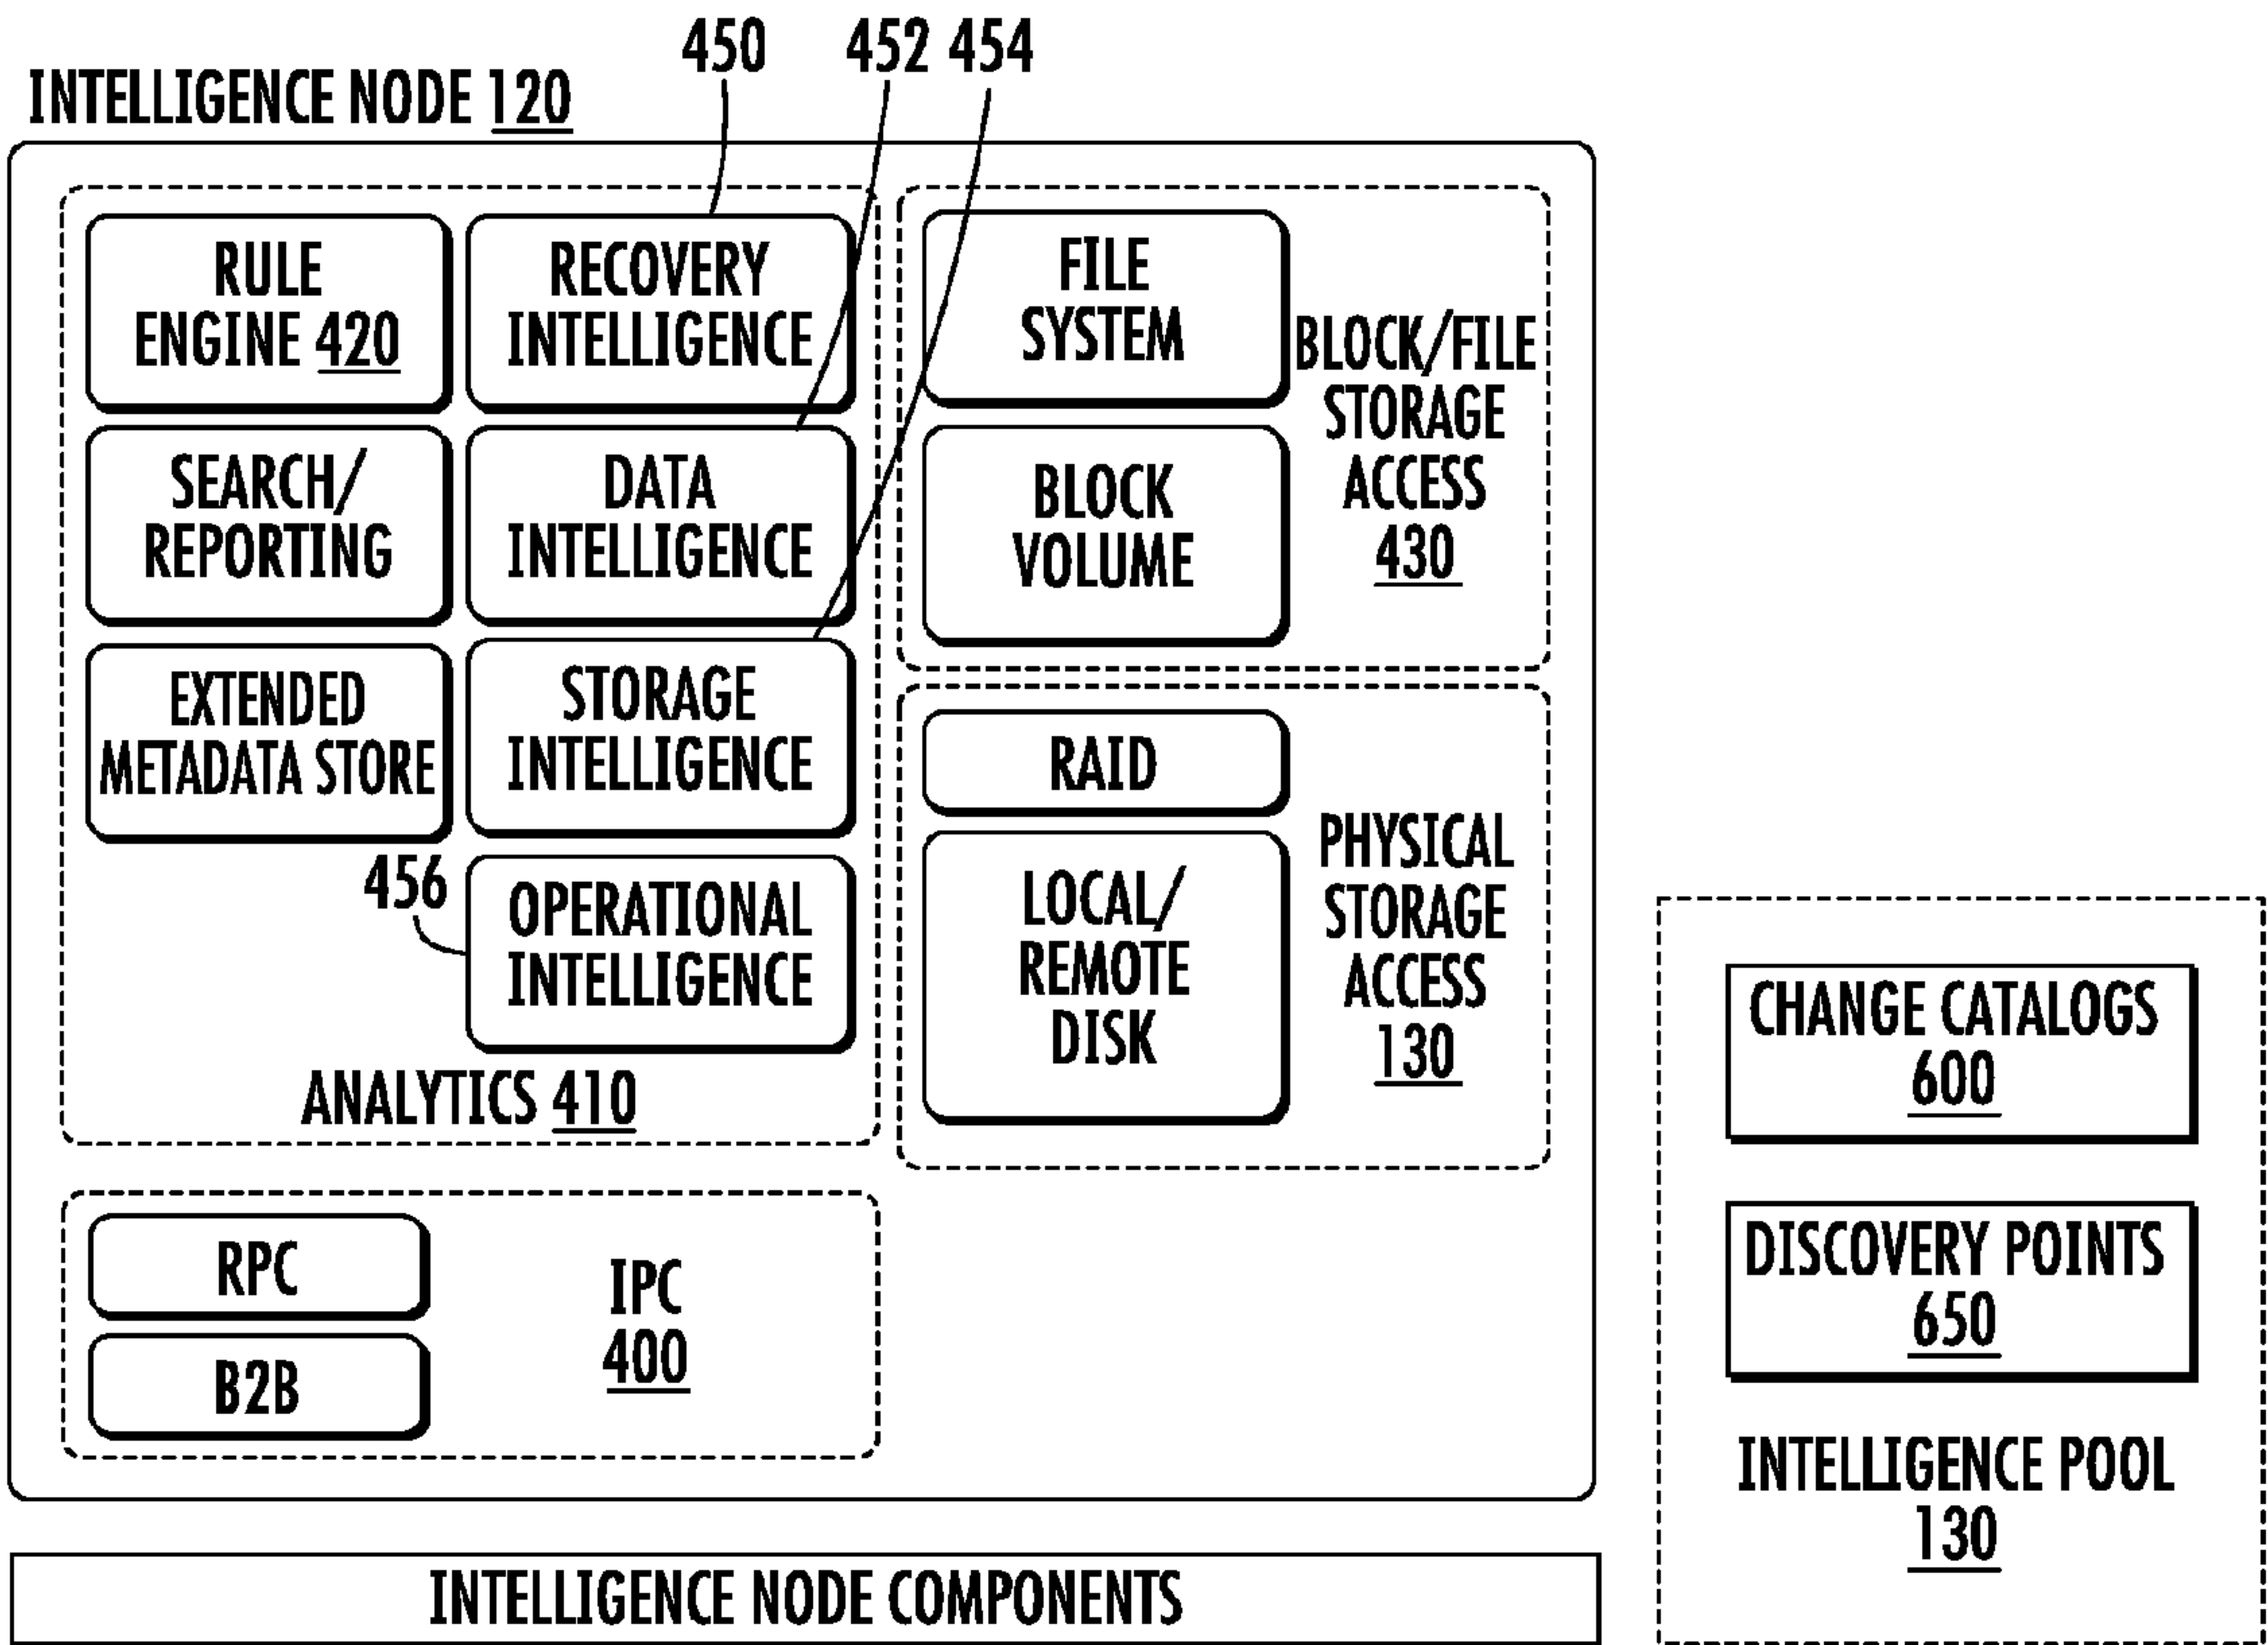 450
452
454
INTELLIGENCE NODE 120
RULE
ENGINE 420
RECOVERY
INTELLIGENCE
SEARCH/
REPORTING
DATA
INTELLIGENCE
EXTENDED
METADATA STORE
STORAGE
INTELLIGENCE
456
OPERATIONAL
INTELLIGENCE
ANALYTICS 410
FILE
SYSTEM
BLOCK
VOLUME
BLOCK/FILE
STORAGE
ACCESS
430
RAID
LOCAL/
REMOTE
DISK
PHYSICAL
STORAGE
ACCESS
130
RPC
B2B
IPC
400
CHANGE CATALOGS
600
DISCOVERY POINTS
650
INTELLIGENCE POOL
130
INTELLIGENCE NODE COMPONENTS